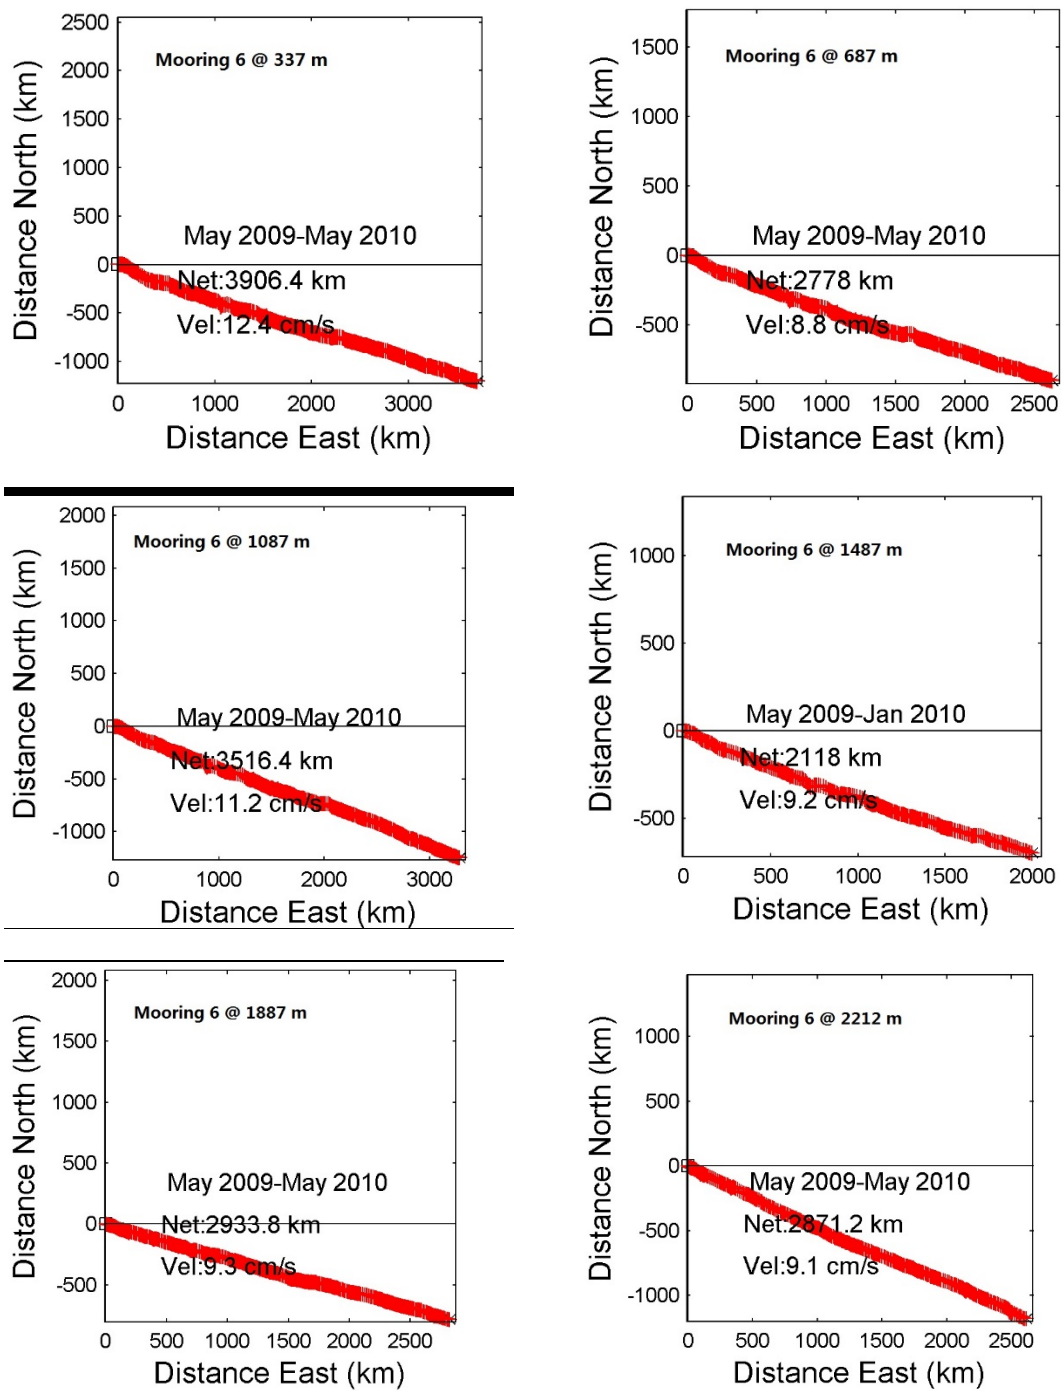 2500
2000
1500
1000
500
0
-500
-1000
Distance North (km)
Mooring 6 @ 337 m
May 2009-May 2010
Net:3906.4 km
Vel:12.4 cm/s
0 1000 2000 3000
Distance East (km)
1500
1000
500
0
-500
Distance North (km)
Mooring 6 @ 687 m
May 2009-May 2010
Net:2778 km
Vel:8.8 cm/s
0 500 1000 1500 2000 2500
Distance East (km)
2000
1500
1000
500
0
-500
-1000
Distance North (km)
Mooring 6 @ 1087 m
May 2009-May 2010
Net:3516.4 km
Vel:11.2 cm/s
0 1000 2000 3000
Distance East (km)
1000
500
0
-500
Distance North (km)
Mooring 6 @ 1487 m
May 2009-Jan 2010
Net:2118 km
Vel:9.2 cm/s
0 500 1000 1500 2000
Distance East (km)
2000
1500
1000
500
0
-500
Distance North (km)
Mooring 6 @ 1887 m
May 2009-May 2010
Net:2933.8 km
Vel:9.3 cm/s
0 500 1000 1500 2000 2500
Distance East (km)
1000
500
0
-500
-1000
Distance North (km)
Mooring 6 @ 2212 m
May 2009-May 2010
Net:2871.2 km
Vel:9.1 cm/s
0 500 1000 1500 2000 2500
Distance East (km)